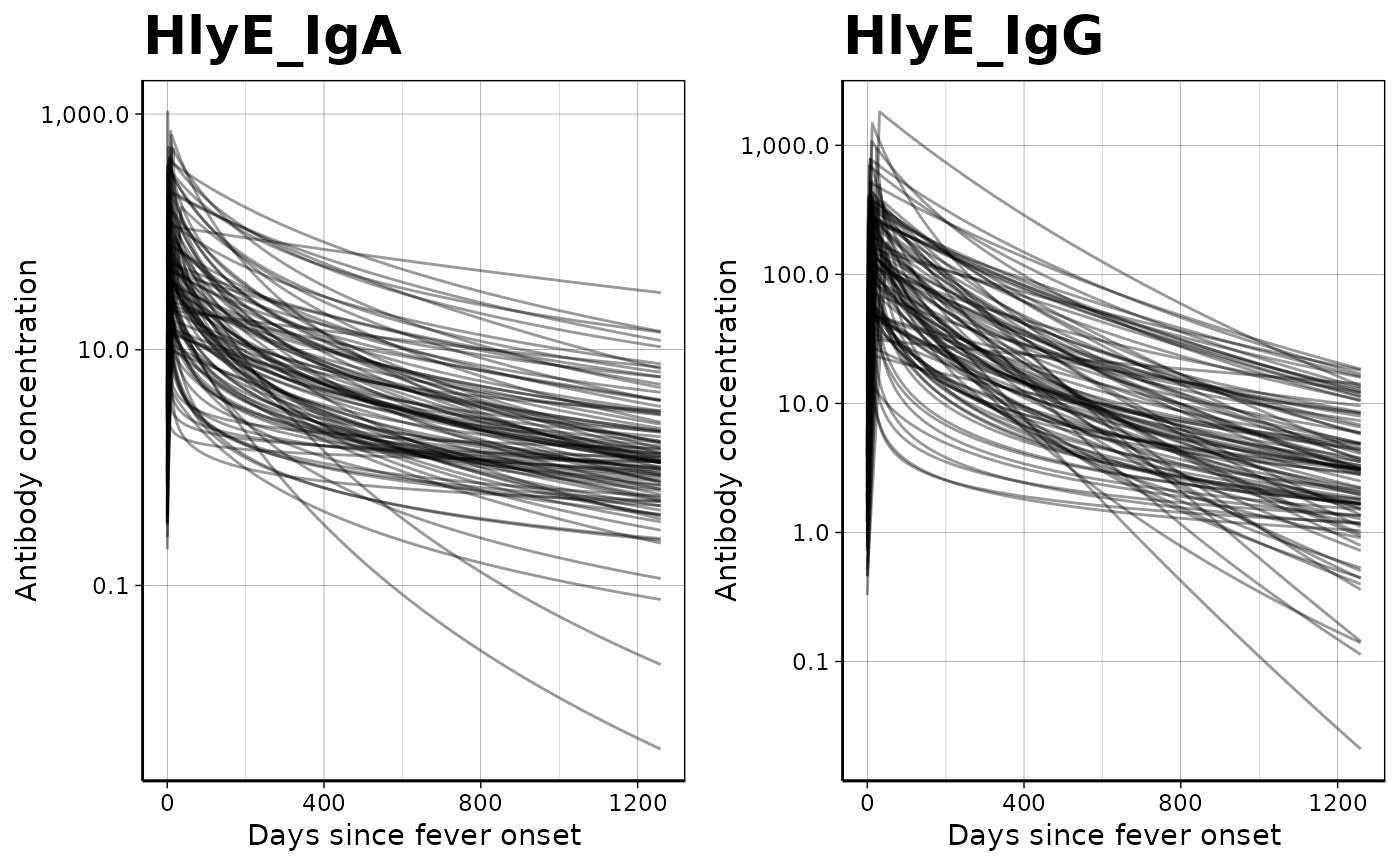 HlyE_IgA
1,000.0
10.0
0.1
Antibody concentration
0 400 800 1200
Days since fever onset
HlyE_IgG
1,000.0
100.0
10.0
1.0
0.1
Antibody concentration
0 400 800 1200
Days since fever onset